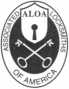 ALOA
ASSOCIATED LOCKSMITHS
OF AMERICA